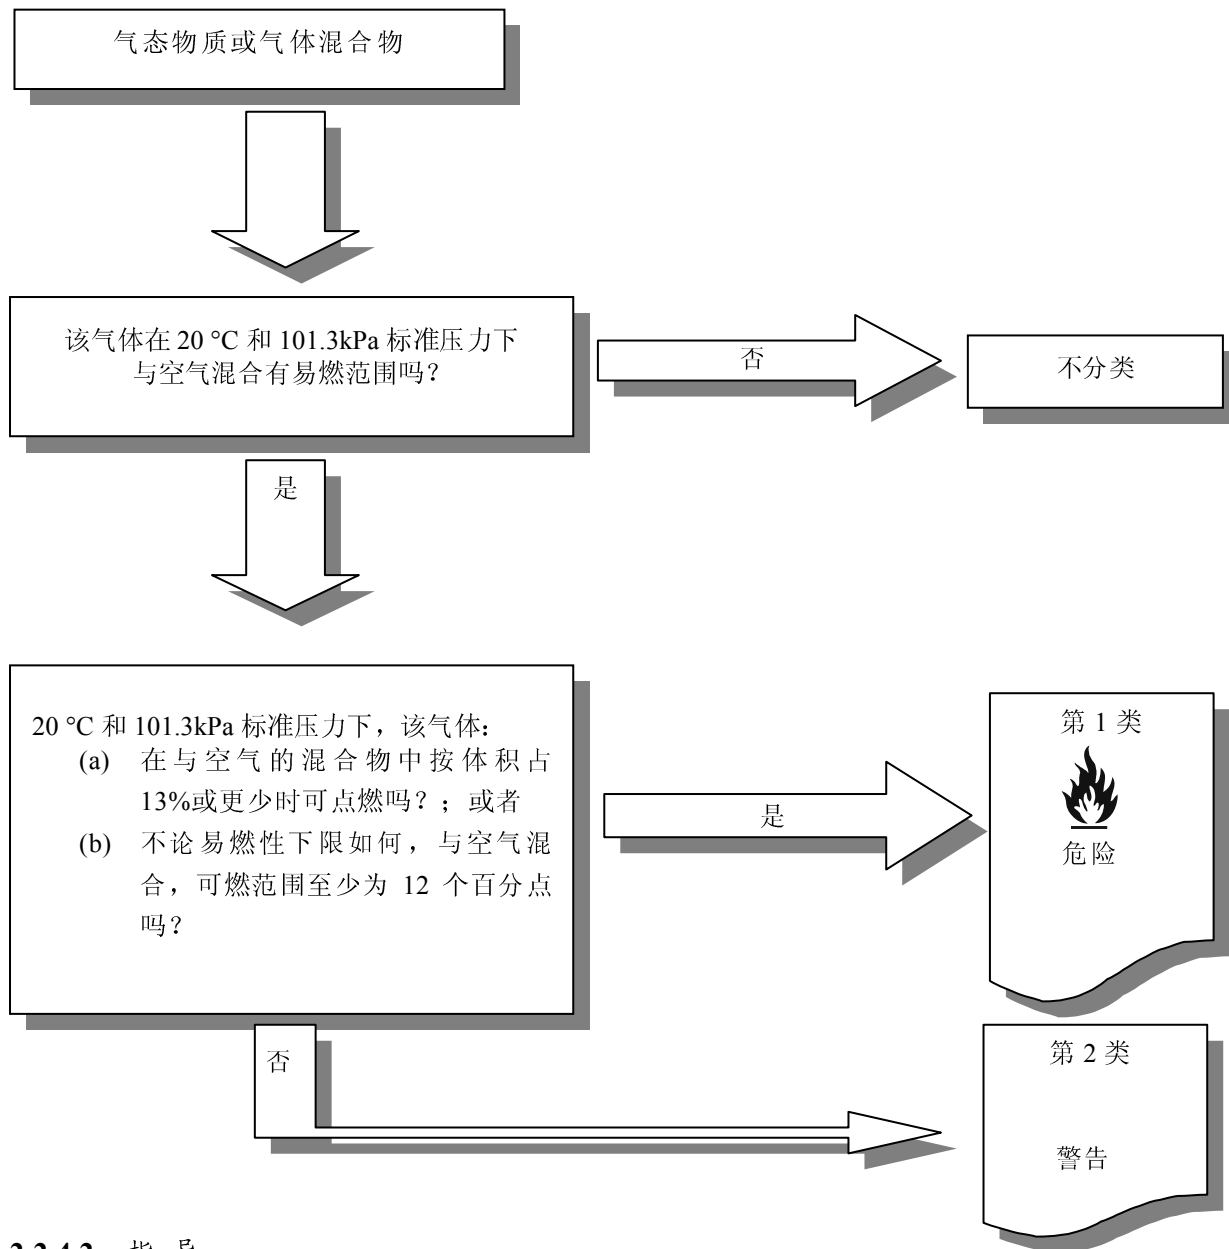 气态物质或气体混合物
该气体在 20 °C 和 101.3kPa 标准压力下
与空气混合有易燃范围吗？
否
不分类
是
20 °C 和 101.3kPa 标准压力下，该气体：
(a) 在与空气的混合物中按体积占
13%或更少时可点燃吗？；或者
(b) 不论易燃性下限如何，与空气混
合，可燃范围至少为 12 个百分点
吗？
是
第 1 类
危险
否
第 2 类
警告
2.2.4.2 指导